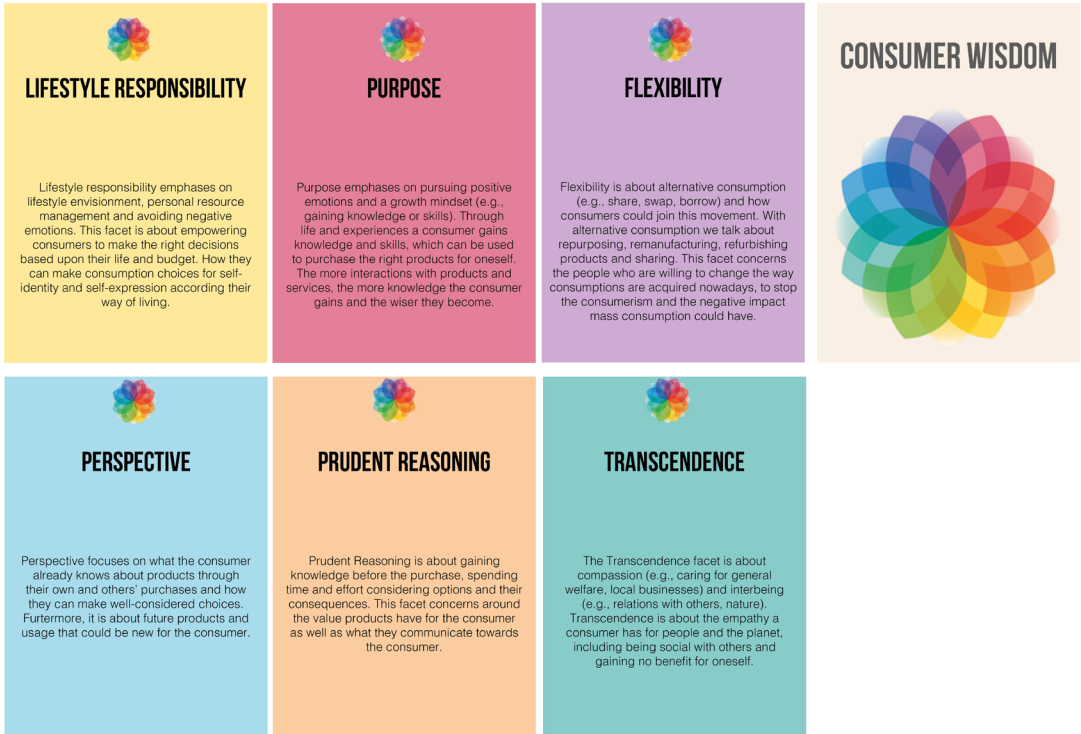 LIFESTYLE RESPONSIBILITY
Lifestyle responsibility emphases on
lifestyle envisionment, personal resource
management and avoiding negative
emotions. This facet is about empowering
consumers to make the right decisions
based upon their life and budget. How they
can make consumption choices for self-
identity and self-expression according their
way of living.
PURPOSE
Purpose emphases on pursuing positive
emotions and a growth mindset (e.g.,
gaining knowledge or skills). Through
life and experiences a consumer gains
knowledge and skills, which can be used
to purchase the right products for oneself.
The more interactions with products and
services, the more knowledge the consumer
gains and the wiser they become.
FLEXIBILITY
Flexibility is about alternative consumption
(e.g., share, swap, borrow) and how
consumers could join this movement. With
alternative consumption we talk about
repurposing, remanufacturing, refurbishing
products and sharing. This facet concerns
the people who are willing to change the way
consumptions are acquired nowadays, to stop
the consumerism and the negative impact
mass consumption could have.
CONSUMER WISDOM
PERSPECTIVE
Perspective focuses on what the consumer
already knows about products through
their own and others’ purchases and how
they can make well-considered choices.
Furtermore, it is about future products and
usage that could be new for the consumer.
PRUDENT REASONING
Prudent Reasoning is about gaining
knowledge before the purchase, spending
time and effort considering options and their
consequences. This facet concerns around
the value products have for the consumer
as well as what they communicate towards
the consumer.
TRANSCENDENCE
The Transcendence facet is about
compassion (e.g., caring for general
welfare, local businesses) and interbeing
(e.g., relations with others, nature).
Transcendence is about the empathy a
consumer has for people and the planet,
including being social with others and
gaining no benefit for oneself.